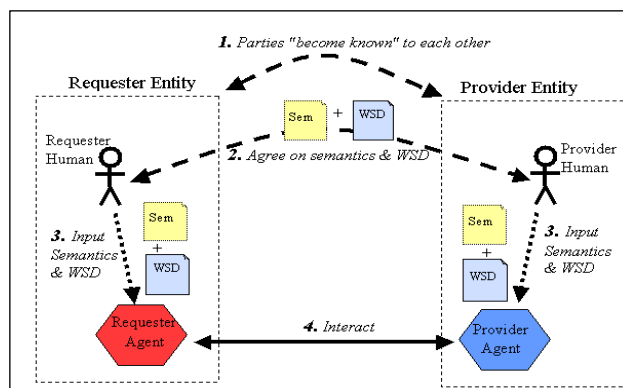 1. Parties "become known" to each other
Requester Entity
Provider Entity
Sem
+
WSD
Requester
Human
2. Agree on semantics & WSD
Provider
Human
3. Input
Semantics
& WSD
Sem
+
WSD
Sem
+
WSD
3. Input
Semantics
& WSD
Requester
Agent
4. Interact
Provider
Agent